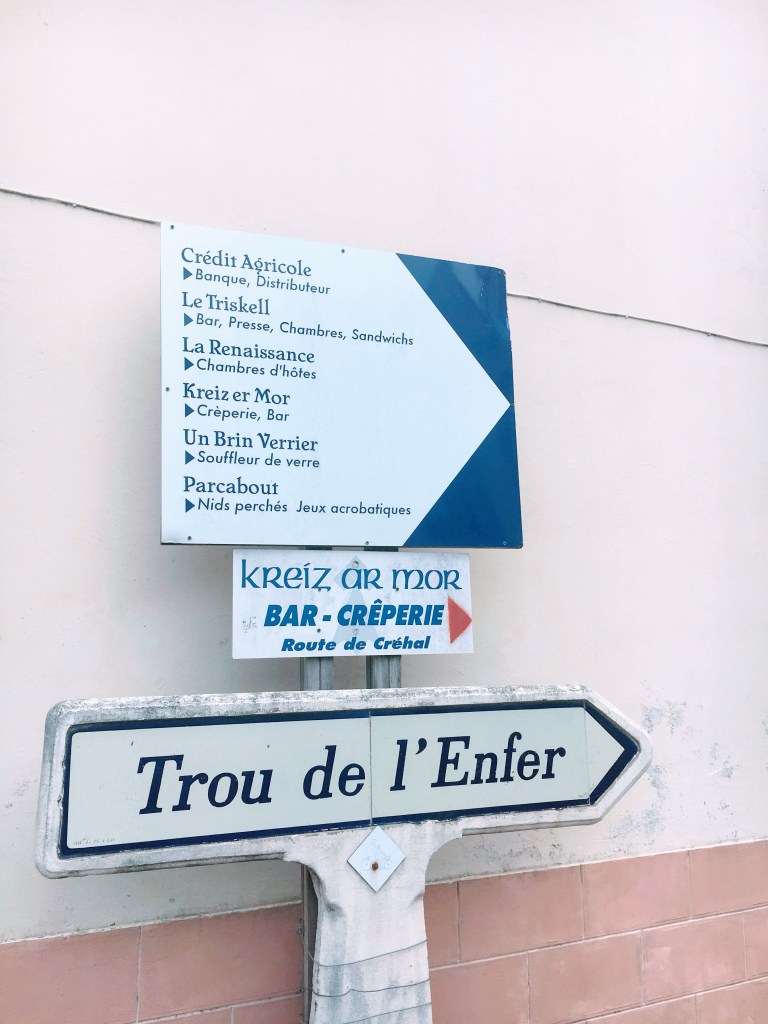 Crédit Agricole
Banque, Distributeur
Le Triskell
Bar, Presse, Chambres, Sandwichs
La Renaissance
Chambres d'hôtes
Kreiz er Mor
Crèperie, Bar
Un Brin Verrier
Souffleur de verre
Parcabout
Nids perchés Jeux acrobatiques
KREIZ AR MOR
BAR - CRÊPERIE
Route de Créhal
Trou de l'Enfer